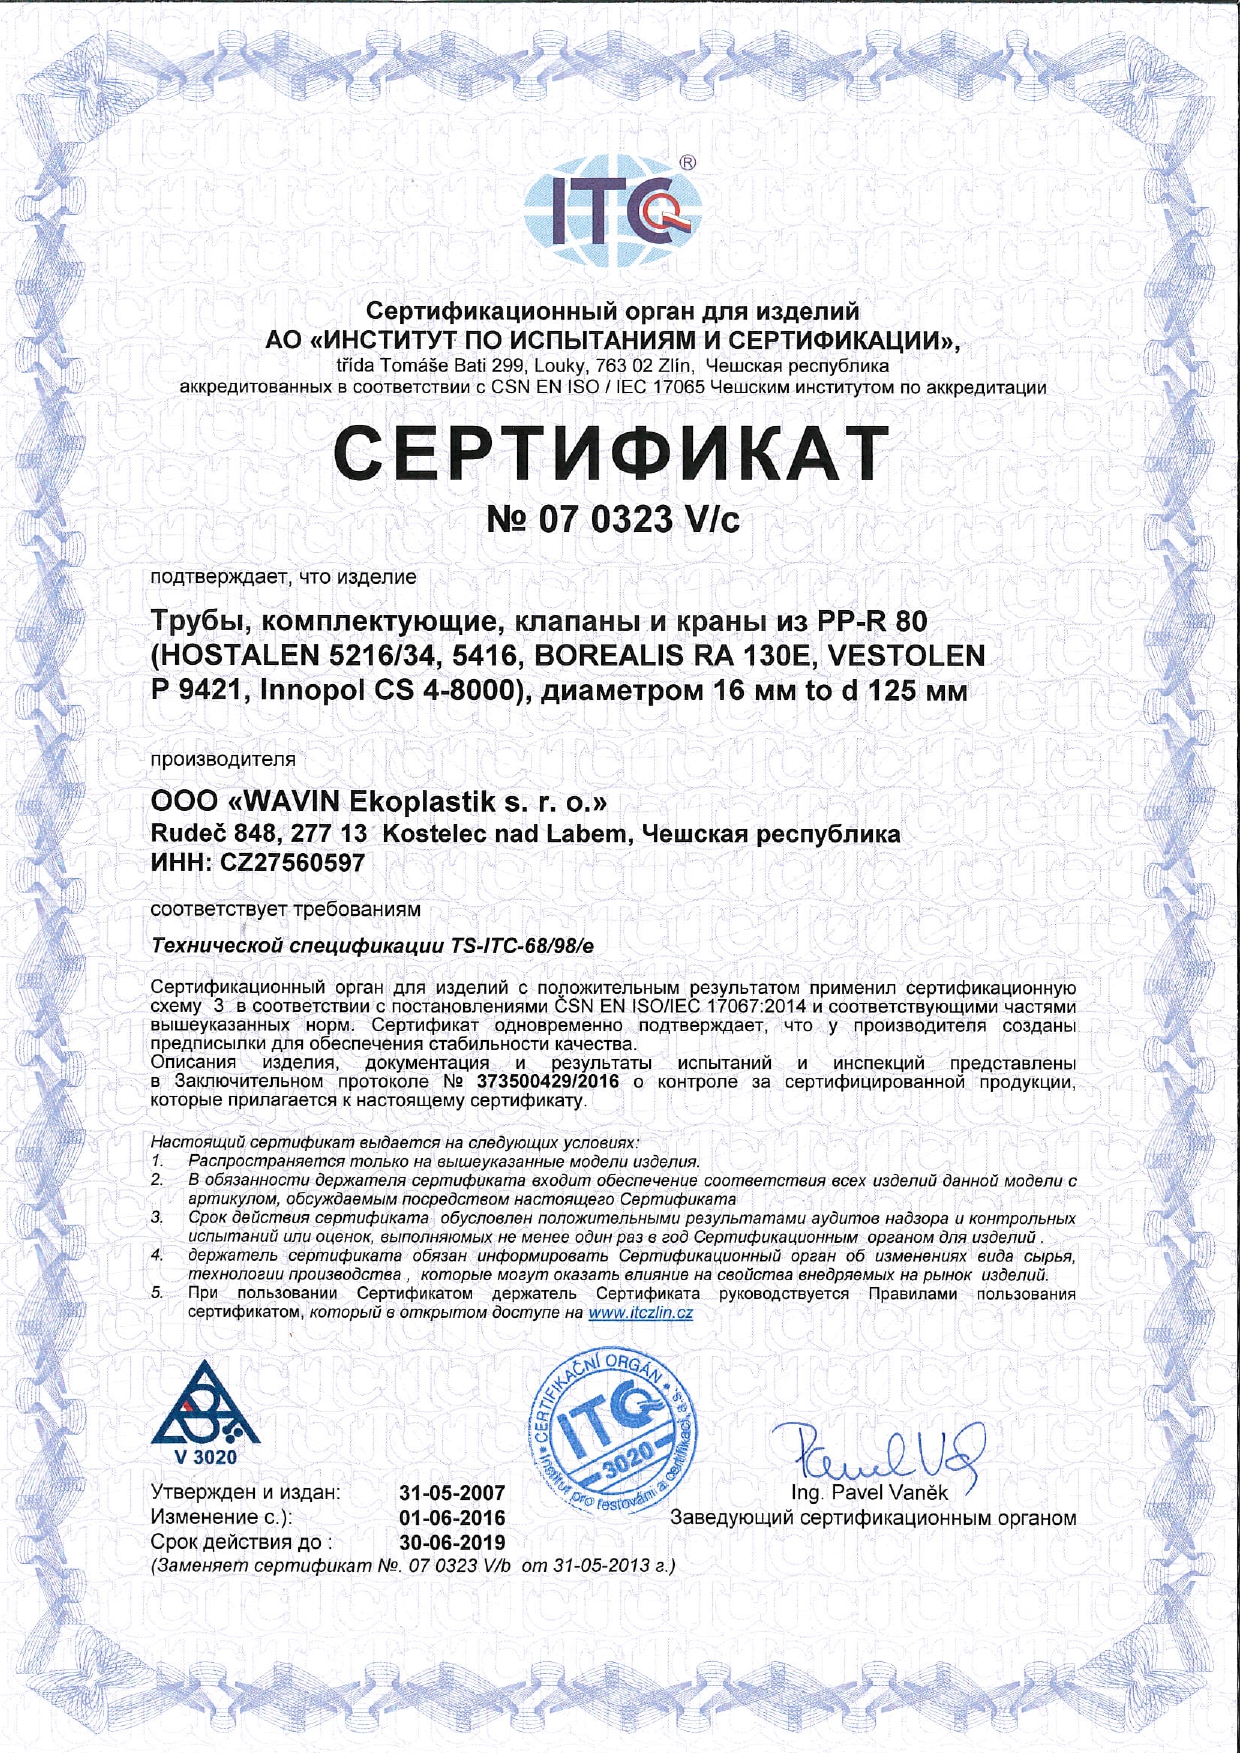 ITC ®
Сертификационный орган для изделий
АО «ИНСТИТУТ ПО ИСПЫТАНИЯМ И СЕРТИФИКАЦИИ»,
třída Tomáše Bati 299, Louky, 763 02 Zlín, Чешская республика
аккредитованных в соответствии с CSN EN ISO / IEC 17065 Чешским институтом по аккредитации
СЕРТИФИКАТ
№ 07 0323 V/c
подтверждает, что изделие
Трубы, комплектующие, клапаны и краны из PP-R 80
(HOSTALEN 5216/34, 5416, BOREALIS RA 130E, VESTOLEN
P 9421, Innopol CS 4-8000), диаметром 16 мм to d 125 мм
производителя
ООО «WAVIN Ekoplastik s. r. o.»
Rudeč 848, 277 13 Kostelec nad Labem, Чешская республика
ИНН: CZ27560597
соответствует требованиям
Технической спецификации TS-ITC-68/98/e
Сертификационный орган для изделий с положительным результатом применил сертификационную
схему 3 в соответствии с постановлениями ČSN EN ISO/IEC 17067:2014 и соответствующими частями
вышеуказанных норм. Сертификат одновременно подтверждает, что у производителя созданы
предписылки для обеспечения стабильности качества.
Описания изделия, документация и результаты испытаний и инспекций представлены
в Заключительном протоколе № 373500429/2016 о контроле за сертифицированной продукции,
которые прилагается к настоящему сертификату.
Настоящий сертификат выдается на следующих условиях:
1. Распространяется только на вышеуказанные модели изделия.
2. В обязанности держателя сертификата входит обеспечение соответствия всех изделий данной модели с
артикулом, обсуждаемым посредством настоящего Сертификата
3. Срок действия сертификата обусловлен положительными результатами аудитов надзора и контрольных
испытаний или оценок, выполняюмых не менее один раз в год Сертификационным органом для изделий .
4. держатель сертификата обязан информировать Сертификационный орган об изменениях вида сырья,
технологии производства , которые могут оказать влияние на свойства внедряемых на рынок изделий.
5. При пользовании Сертификатом держатель Сертификата руководствуется Правилами пользования
сертификатом, который в открытом доступе на www.itczlin.cz
V 3020
CERTIFIKAČNÍ ORGÁN
ITC
3020
Institut pro testování a certifikaci, a.s.
Ing. Pavel Vaněk
Заведующий сертификационным органом
Утвержден и издан: 31-05-2007
Изменение с.): 01-06-2016
Срок действия до : 30-06-2019
(Заменяет сертификат №. 07 0323 V/b от 31-05-2013 г.)